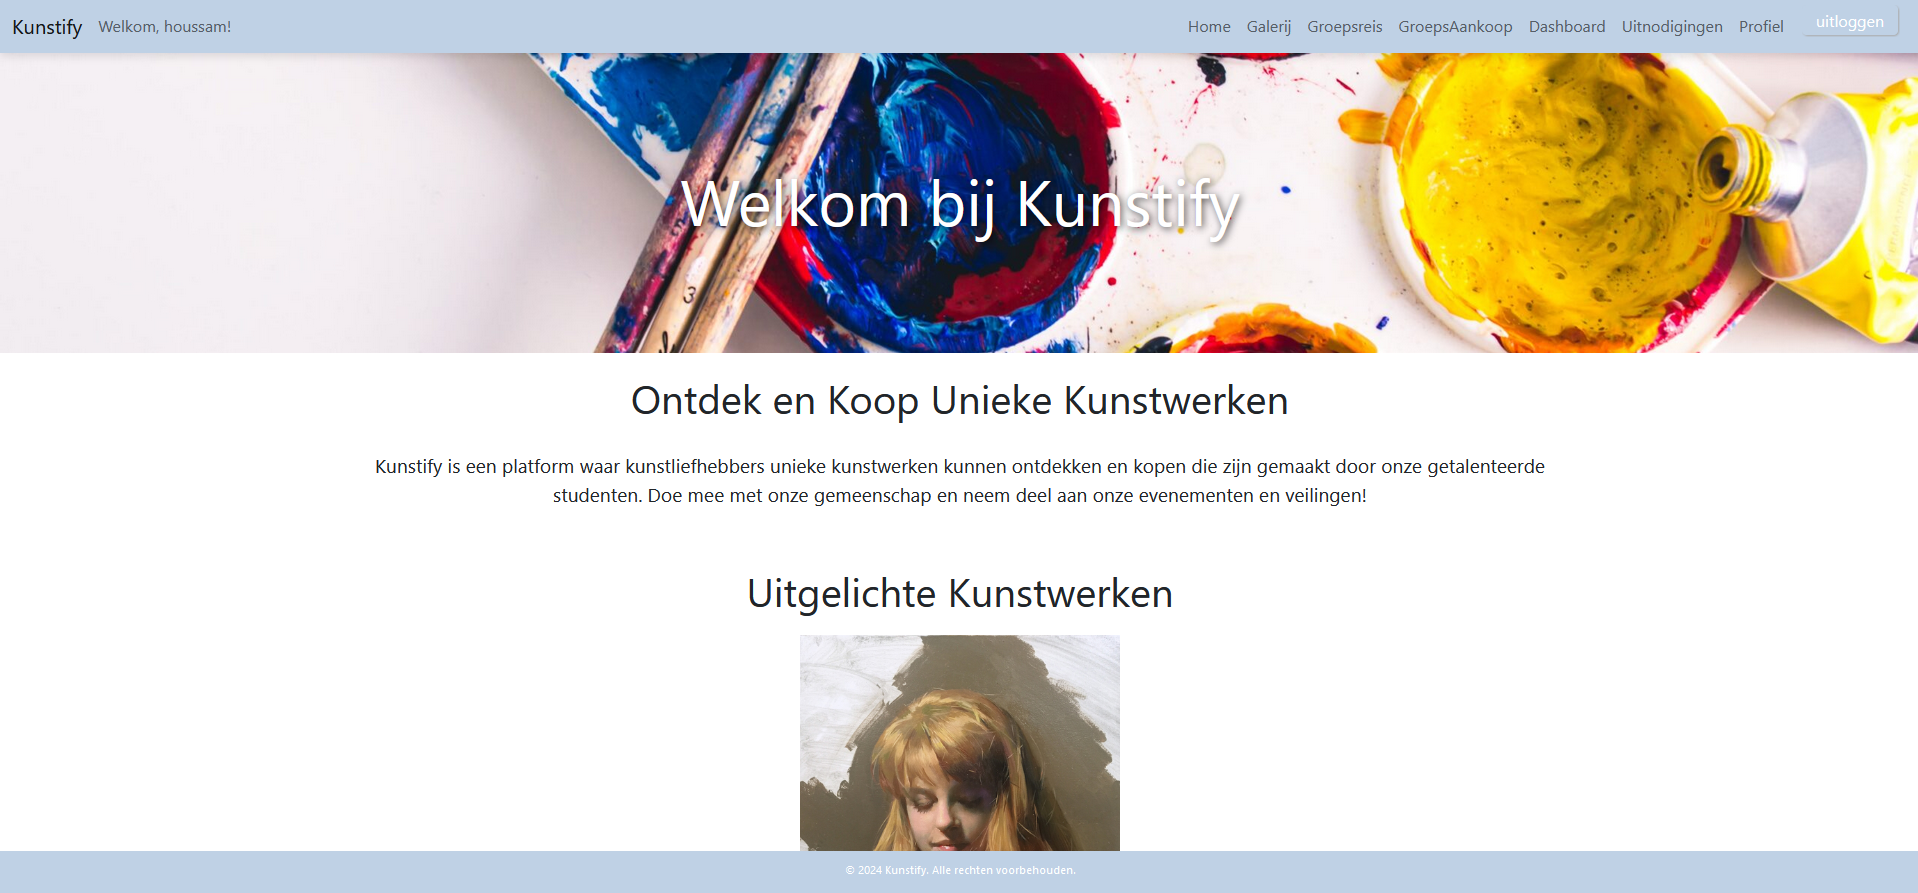 Kunstify Welkom, houssam! Home Galerij Groepsreis GroepsAankoop Dashboard Uitnodigingen Profiel uitloggen
Welkom bij Kunstify
Ontdek en Koop Unieke Kunstwerken
Kunstify is een platform waar kunstliefhebbers unieke kunstwerken kunnen ontdekken en kopen die zijn gemaakt door onze getalenteerde
studenten. Doe mee met onze gemeenschap en neem deel aan onze evenementen en veilingen!
Uitgelichte Kunstwerken
© 2024 Kunstify. Alle rechten voorbehouden.